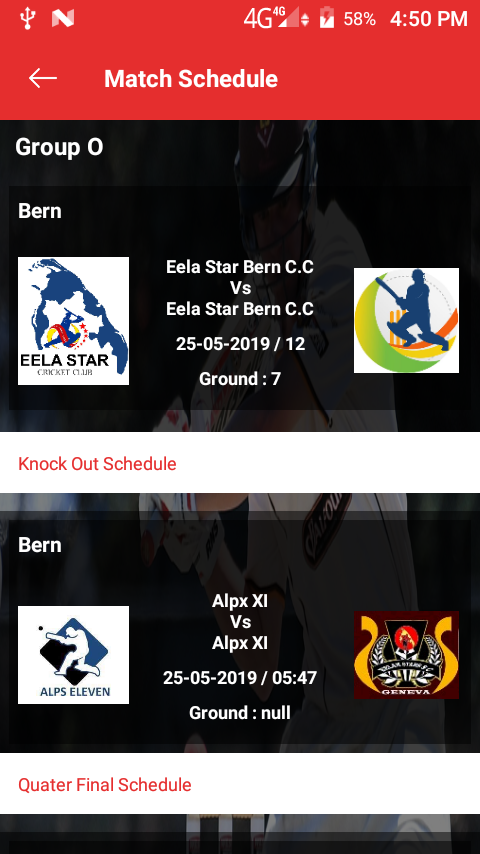 4G 4G 58% 4:50 PM
Match Schedule
Group O
Bern
Eela Star Bern C.C
Vs
Eela Star Bern C.C
25-05-2019 / 12
Ground : 7
EELA STAR
CRICKET CLUB
Knock Out Schedule
Bern
Alpx XI
Vs
Alpx XI
25-05-2019 / 05:47
Ground : null
ALPS ELEVEN
GENEVA
Quater Final Schedule